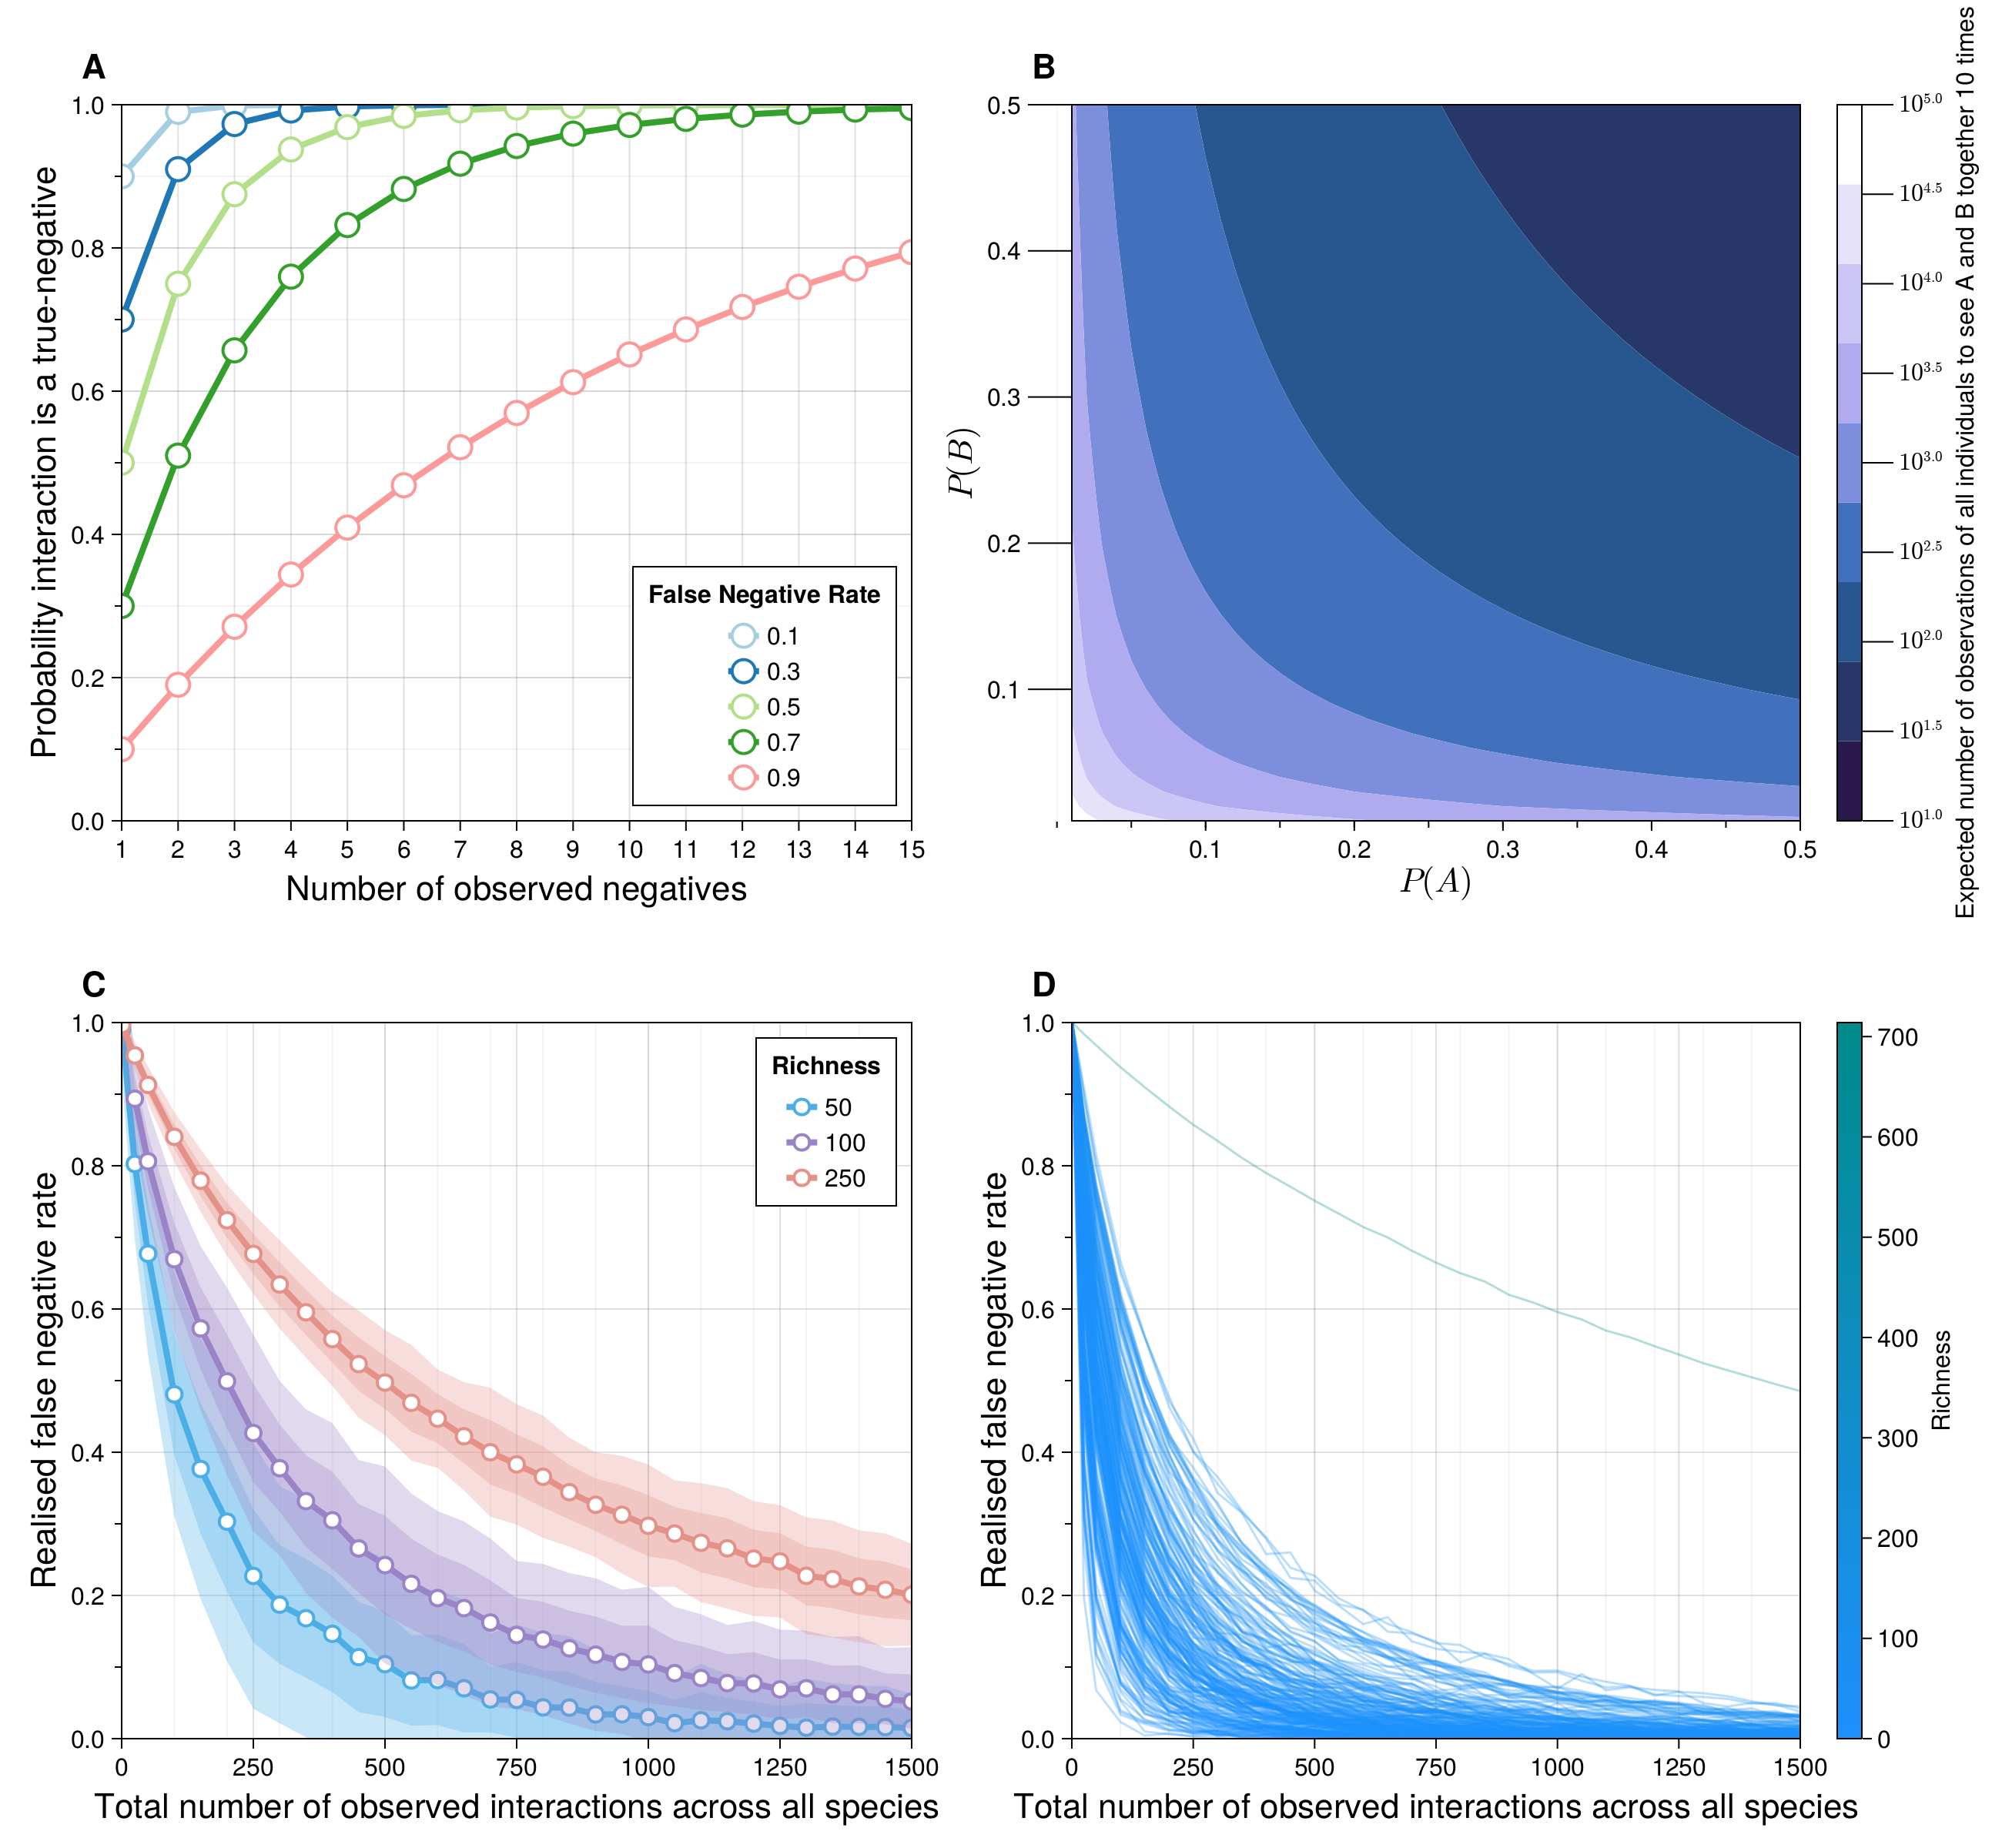 A
Probability interaction is a true-negative
1.0
0.8
0.6
0.4
0.2
0.0
1 2 3 4 5 6 7 8 9 10 11 12 13 14 15
Number of observed negatives
False Negative Rate
0.1
0.3
0.5
0.7
0.9
B
P(B)
0.5
0.4
0.3
0.2
0.1
0.1 0.2 0.3 0.4 0.5
P(A)
10^5.0
10^4.5
10^4.0
10^3.5
10^3.0
10^2.5
10^2.0
10^1.5
10^1.0
Expected number of observations of all individuals to see A and B together 10 times
C
Realised false negative rate
1.0
0.8
0.6
0.4
0.2
0.0
0 250 500 750 1000 1250 1500
Total number of observed interactions across all species
Richness
50
100
250
D
Realised false negative rate
1.0
0.8
0.6
0.4
0.2
0.0
0 250 500 750 1000 1250 1500
Total number of observed interactions across all species
700
600
500
400
300
200
100
0
Richness